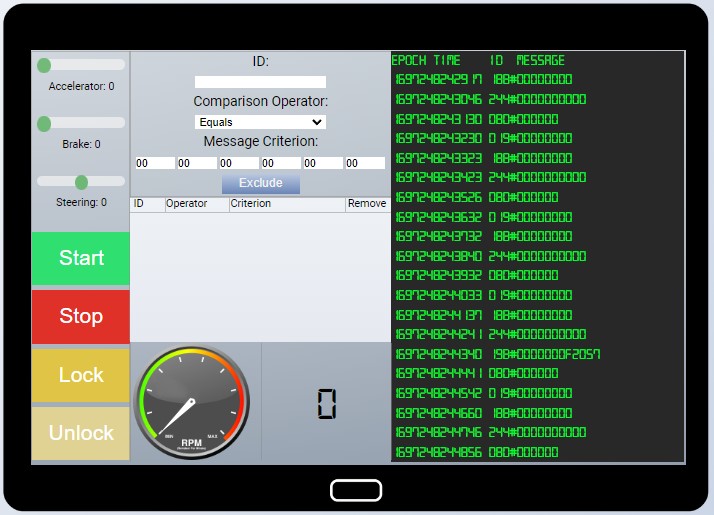 Accelerator: 0
Brake: 0
Steering: 0
Start
Stop
Lock
Unlock
ID:
Comparison Operator:
Equals
Message Criterion:
00 00 00 00 00 00
Exclude
ID Operator Criterion Remove
MIN MAX
RPM
0
EPOCH TIME ID MESSAGE
1697248242917 188#00000000
1697248243046 244#0000000000
1697248243130 080#000000
1697248243230 019#00000000
1697248243323 188#00000000
1697248243423 244#0000000000
1697248243526 080#000000
1697248243632 019#00000000
1697248243732 188#00000000
1697248243840 244#0000000000
1697248243932 080#000000
1697248244033 019#00000000
1697248244137 188#00000000
1697248244241 244#0000000000
1697248244340 198#0000000F2057
1697248244441 080#000000
1697248244542 019#00000000
1697248244660 188#00000000
1697248244746 244#0000000000
1697248244856 080#000000